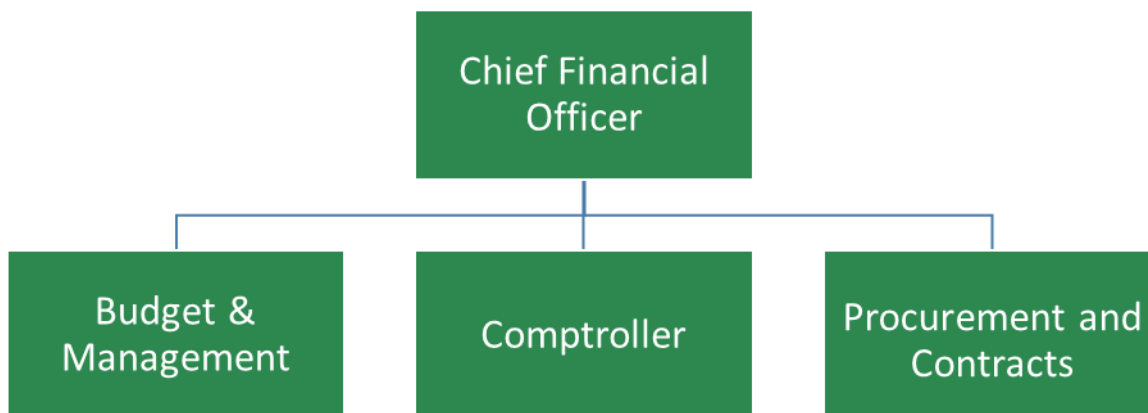 Chief Financial
Officer
Budget &
Management
Comptroller
Procurement and
Contracts